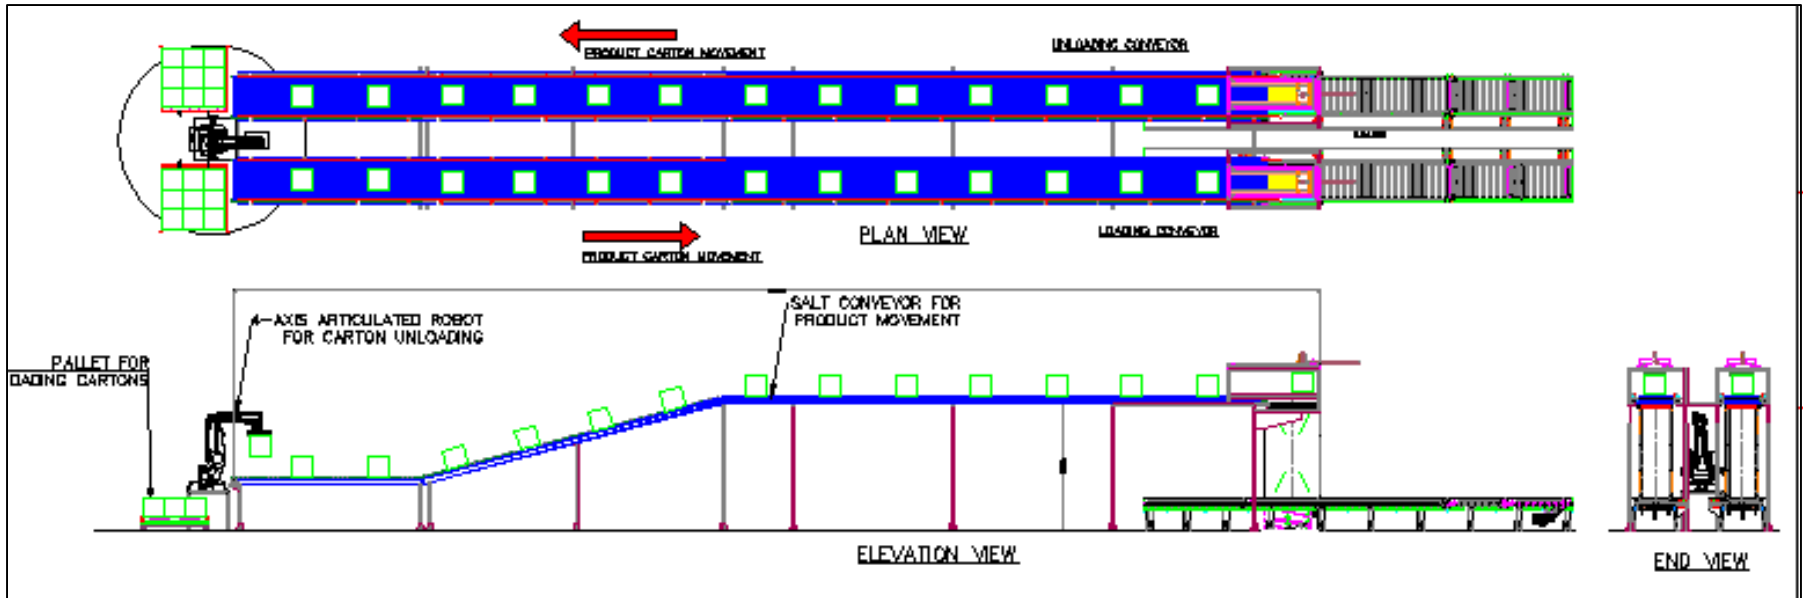 PRODUCT CARTON MOVEMENT
UNLOADING CONVEYOR
PLAN VIEW
LOADING CONVEYOR
PRODUCT CARTON MOVEMENT
4-AXIS ARTICULATED ROBOT
FOR CARTON UNLOADING
SALT CONVEYOR FOR
PRODUCT MOVEMENT
PALLET FOR
OADING CARTONS
ELEVATION VIEW
END VIEW